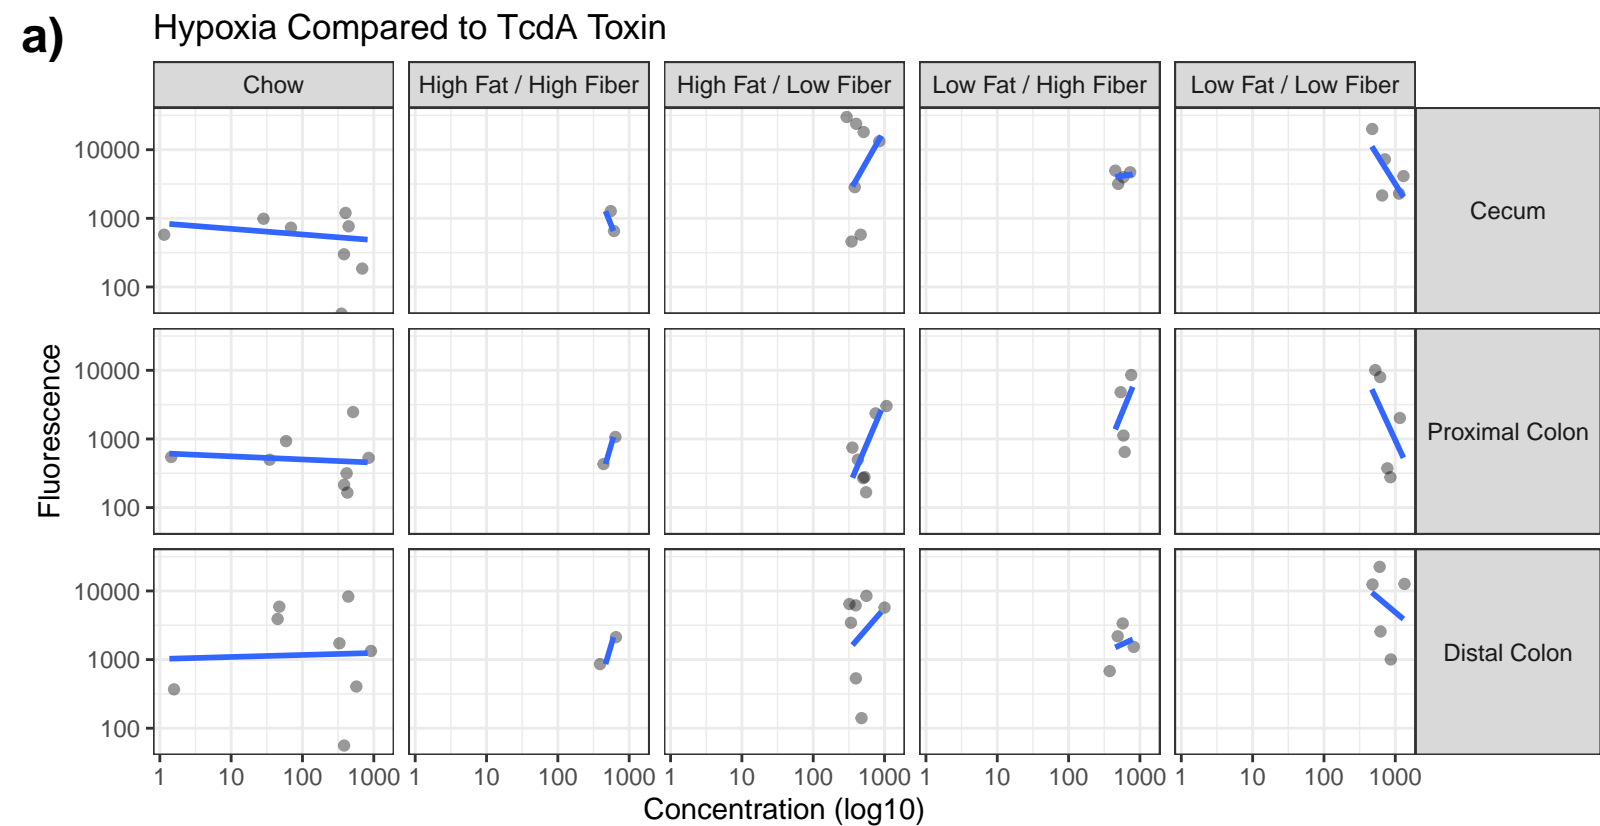 a)
Hypoxia Compared to TcdA Toxin
Chow
High Fat / High Fiber
High Fat / Low Fiber
Low Fat / High Fiber
Low Fat / Low Fiber
10000
1000
100
Cecum
10000
1000
100
Proximal Colon
10000
1000
100
Distal Colon
Fluorescence
1 10 100 1000
1 10 100 1000
1 10 100 1000
1 10 100 1000
1 10 100 1000
Concentration (log10)